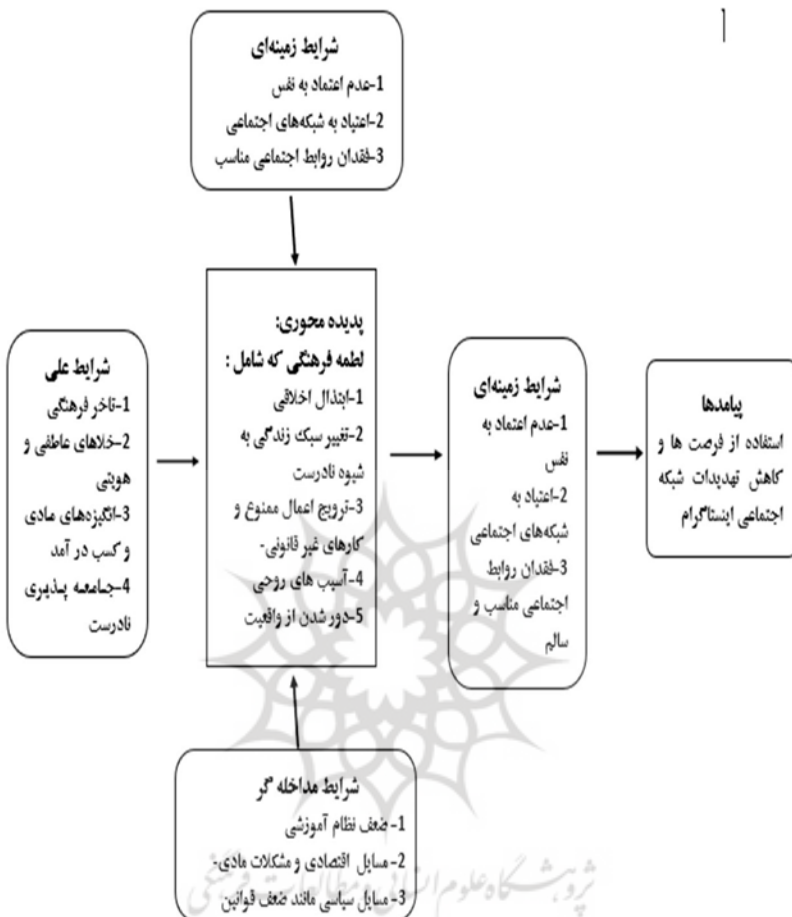 شرایط زمینه‌ای
1-عدم اعتماد به نفس
2-اعتیاد به شبکه‌های اجتماعی
3-فقدان روابط اجتماعی مناسب
شرایط علی
1-تاخر فرهنگی
2-خلاهای عاطفی و
هویتی
3-انگیزه‌های مادی
و کسب در آمد
4-جامعه پذیری
نادرست
پدیده محوری:
لطمه فرهنگی که شامل :
1-ابتذال اخلاقی
2-تغییر سبک زندگی به
شیوه نادرست
3-ترویج اعمال ممنوع و
کارهای غیر قانونی-
4-آسیب های روحی
5-دور شدن از واقعیت
شرایط زمینه‌ای
1-عدم اعتماد به
نفس
2-اعتیاد به
شبکه‌های اجتماعی
3-فقدان روابط
اجتماعی مناسب و
سالم
پیامدها
استفاده از فرصت ها و
کاهش تهدیدات شبکه
اجتماعی اینستاگرام
شرایط مداخله گر
1- ضعف نظام آموزشی
2- مسایل اقتصادی و مشکلات مادی-
3- مسایل سیاسی مانند ضعف قوانین
پژوهشگاه علوم انسانی و مطالعات فرهنگی